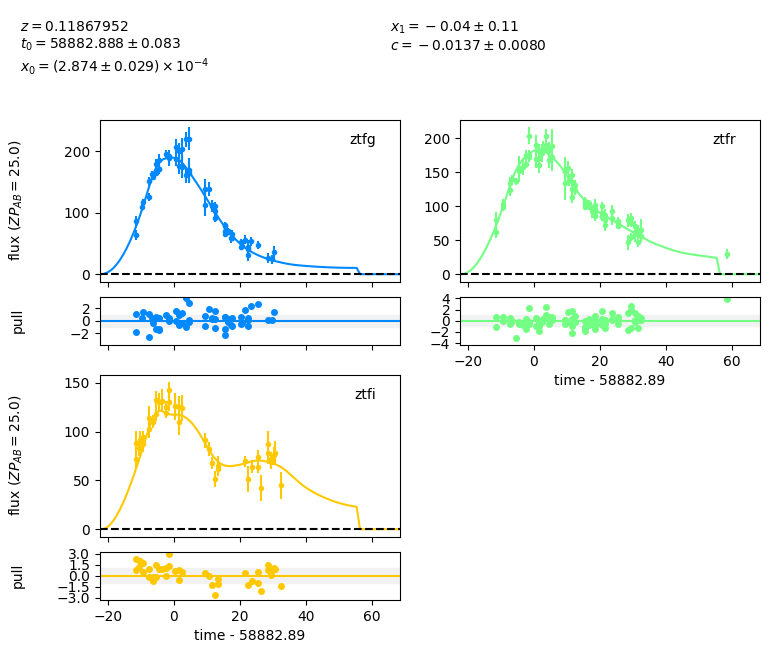 z = 0.11867952
t₀ = 58882.888 ± 0.083
x₀ = (2.874 ± 0.029) × 10⁻⁴
x₁ = −0.04 ± 0.11
c = −0.0137 ± 0.0080
flux (ZP_AB = 25.0)
200
100
0
ztfg
200
150
100
50
0
ztfr
pull
2
0
−2
4
2
0
−2
−4
−20 0 20 40 60
time - 58882.89
flux (ZP_AB = 25.0)
150
100
50
0
ztfi
pull
3.0
1.5
0.0
−1.5
−3.0
−20 0 20 40 60
time - 58882.89